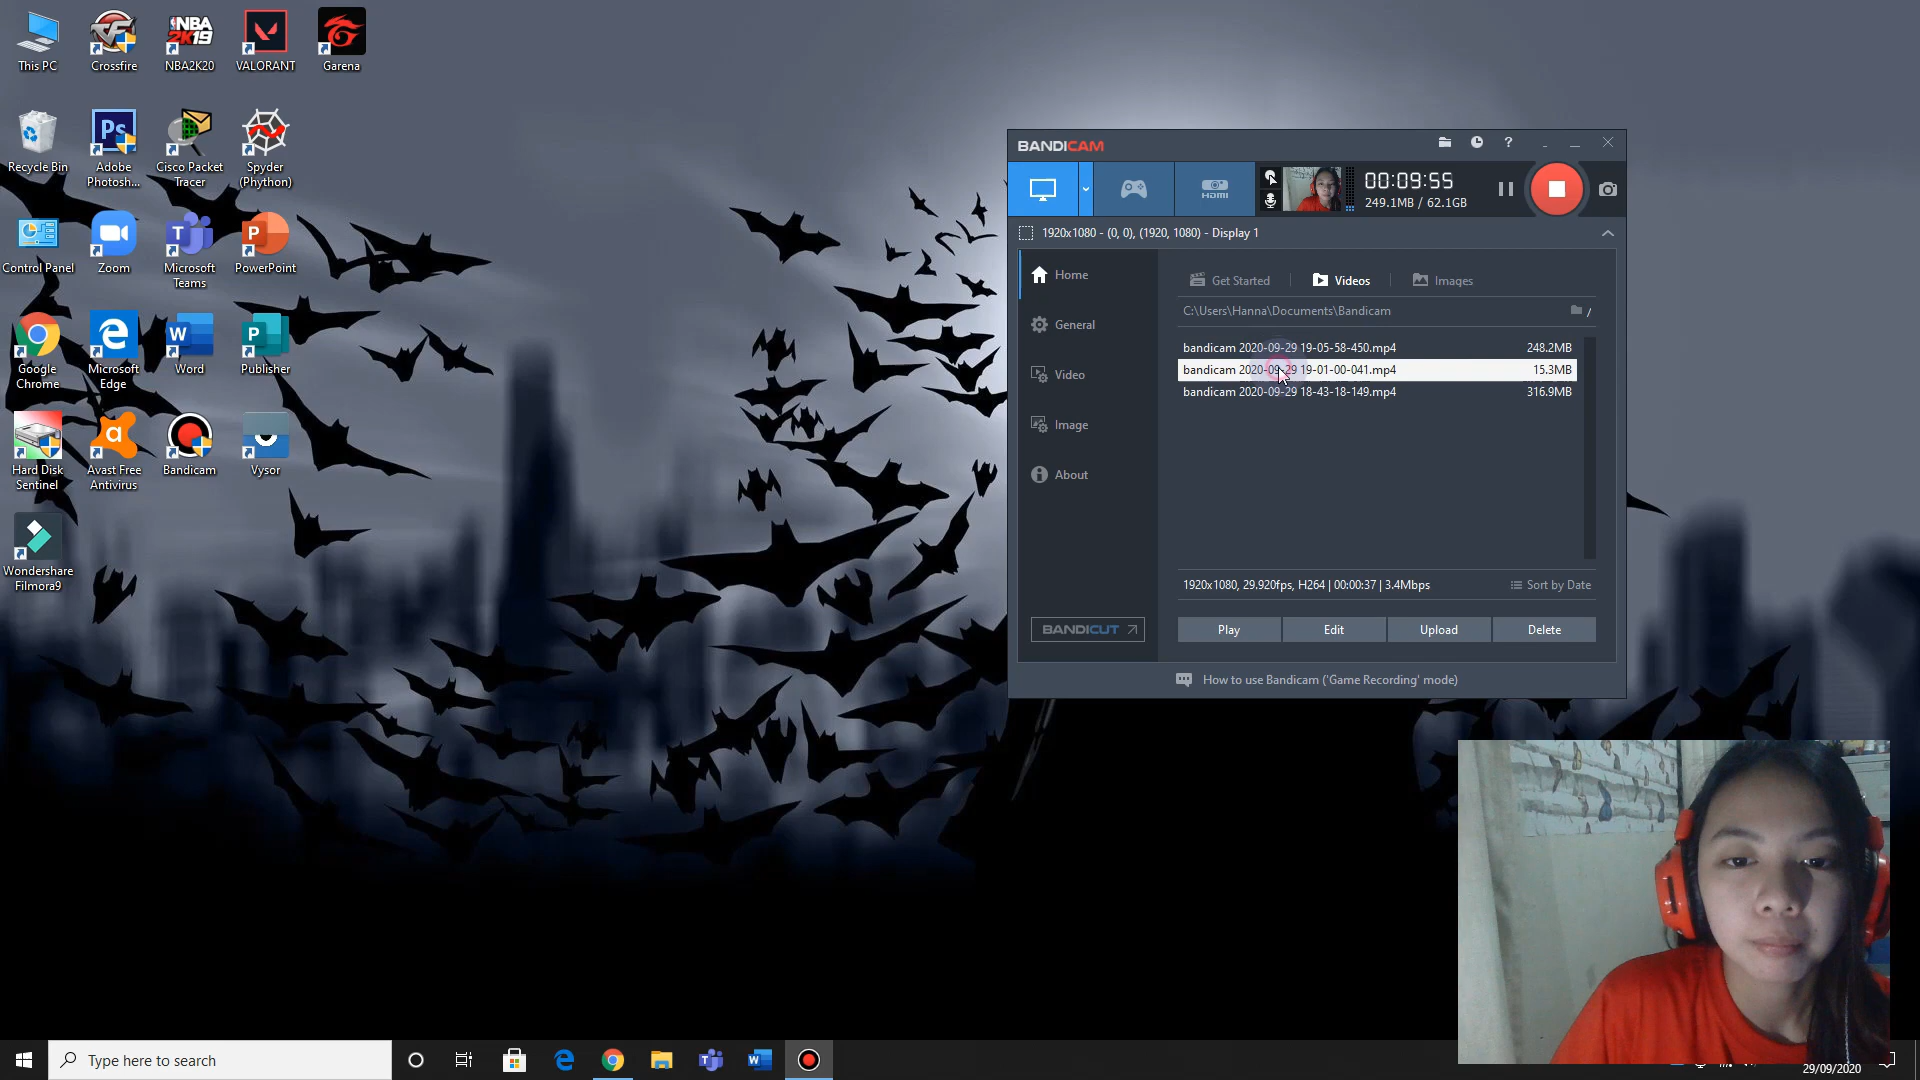 This PC
Crossfire
NBA2K20
VALORANT
Garena
NBA
2K19
Recycle Bin
Ps
Adobe
Photosh...
Cisco Packet
Tracer
Spyder
(Phython)
Control Panel
Zoom
Microsoft
Teams
PowerPoint
Google
Chrome
Microsoft
Edge
Word
Publisher
Hard Disk
Sentinel
Avast Free
Antivirus
Bandicam
Vysor
Wondershare
Filmora9
BANDICAM
?
HDMI
00:09:55
249.1MB / 62.1GB
1920x1080 - (0, 0), (1920, 1080) - Display 1
Home
General
Video
Image
About
BANDICUT
Get Started
Videos
Images
C:\Users\Hanna\Documents\Bandicam
/
bandicam 2020-09-29 19-05-58-450.mp4 248.2MB
bandicam 2020-09-29 19-01-00-041.mp4 15.3MB
bandicam 2020-09-29 18-43-18-149.mp4 316.9MB
1920x1080, 29.920fps, H264 | 00:00:37 | 3.4Mbps
Sort by Date
Play
Edit
Upload
Delete
How to use Bandicam ('Game Recording' mode)
Type here to search
29/09/2020